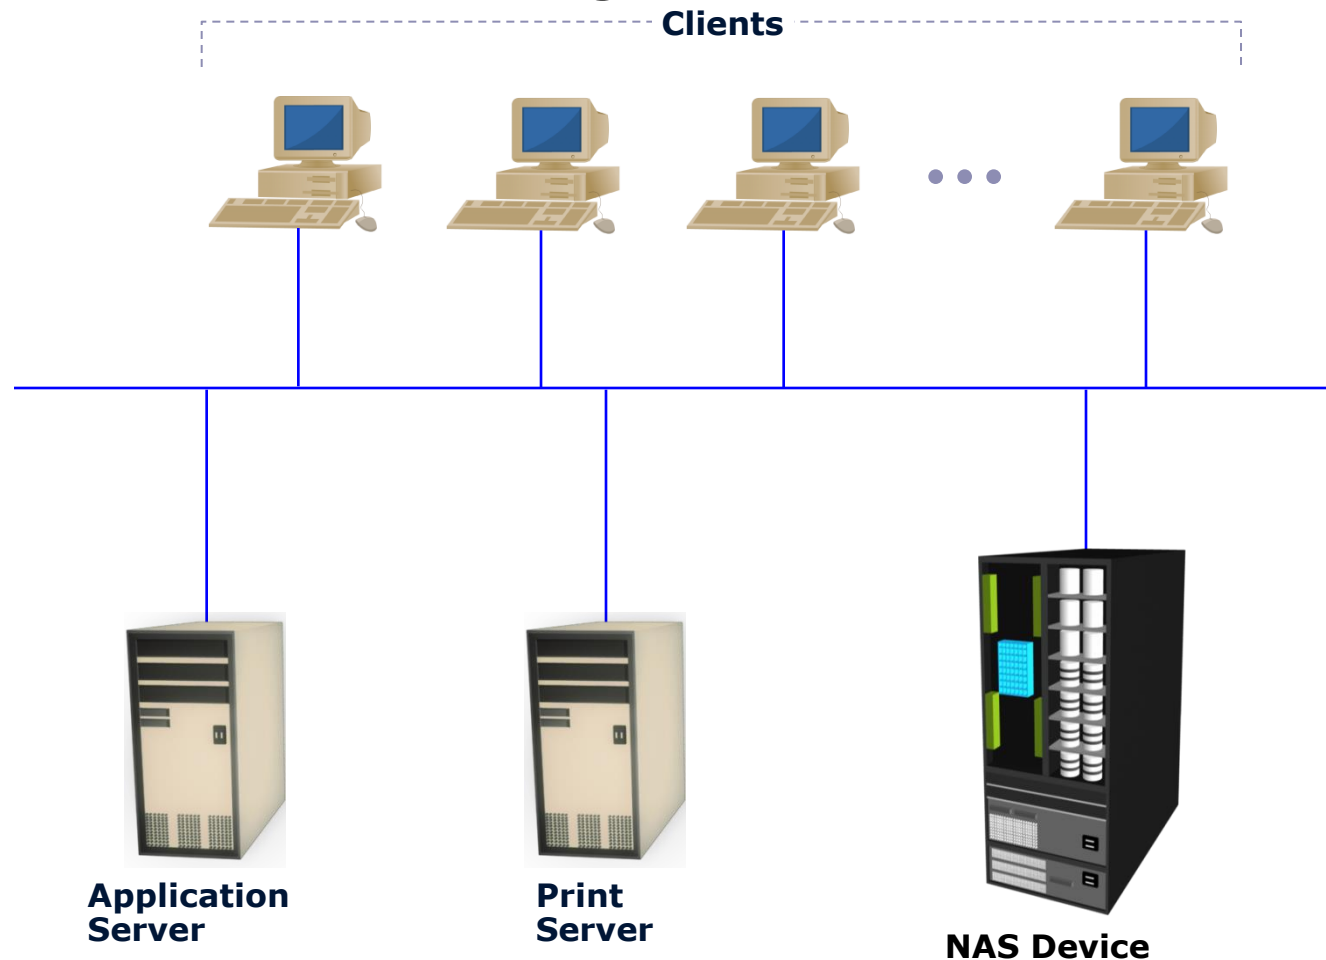 Clients
Application
Server
Print
Server
NAS Device